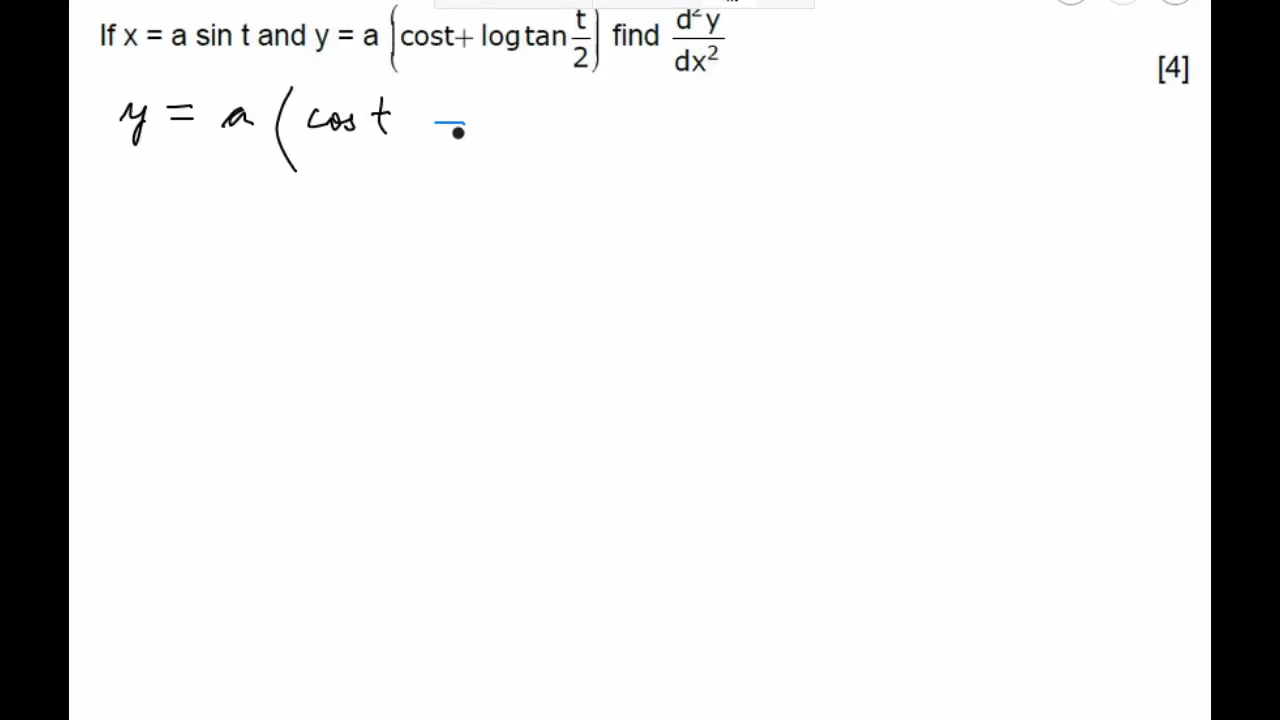 If x = a sin t and y = a (cost + log tan t/2) find d²y/dx²
[4]
y = a ( cos t